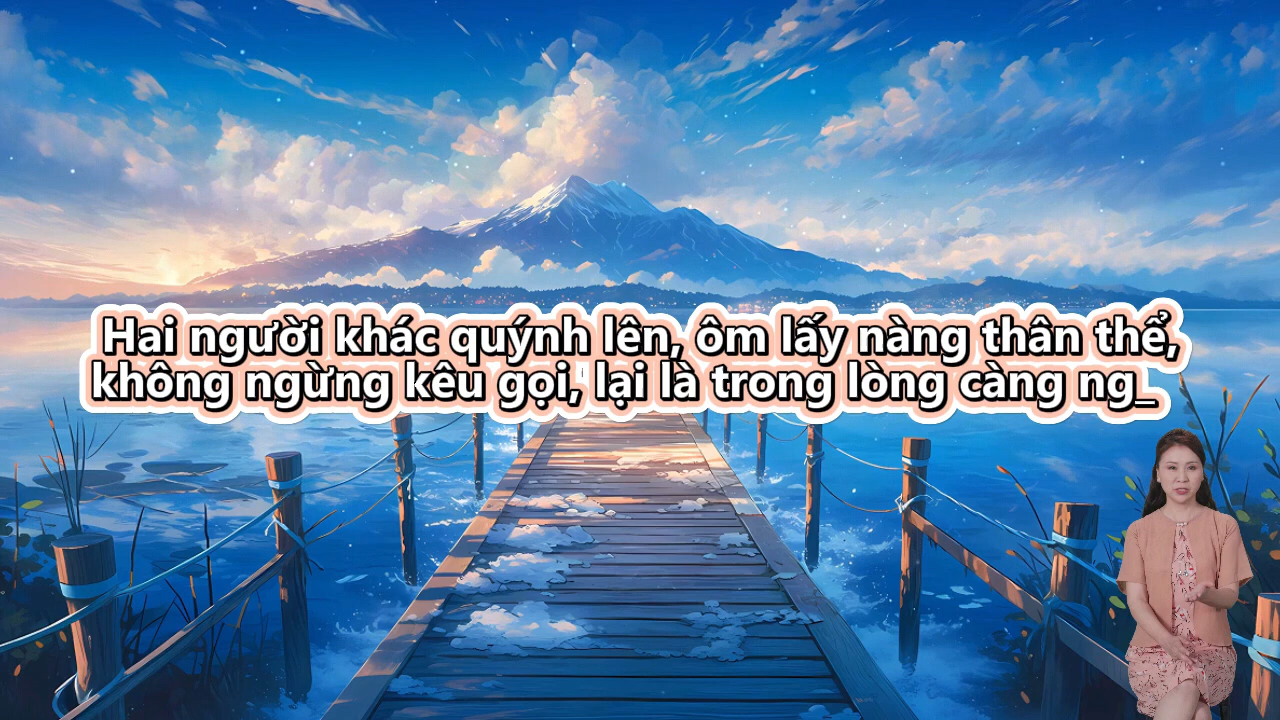 Hai người khác quýnh lên, ôm lấy nàng thân thể,
không ngừng kêu gọi, lại là trong lòng càng ng_